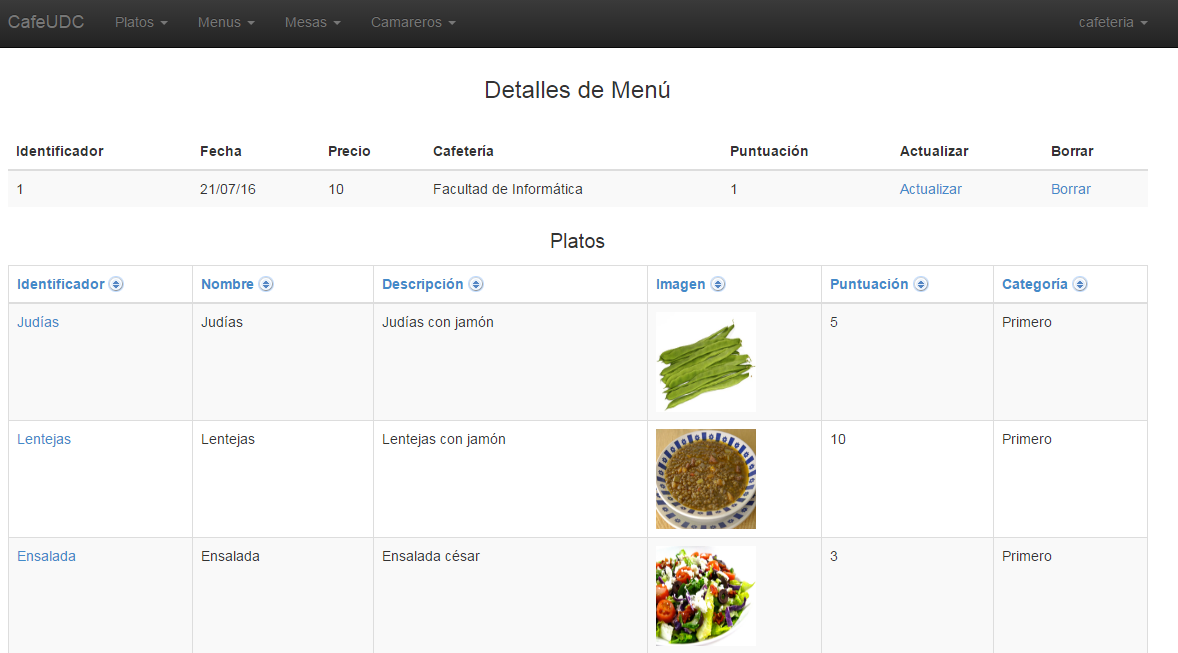 CafeUDC Platos Menus Mesas Camareros cafeteria
Detalles de Menú
Identificador Fecha Precio Cafetería Puntuación Actualizar Borrar
1 21/07/16 10 Facultad de Informática 1 Actualizar Borrar
Platos
Identificador Nombre Descripción Imagen Puntuación Categoría
Judías Judías Judías con jamón 5 Primero
Lentejas Lentejas Lentejas con jamón 10 Primero
Ensalada Ensalada Ensalada césar 3 Primero